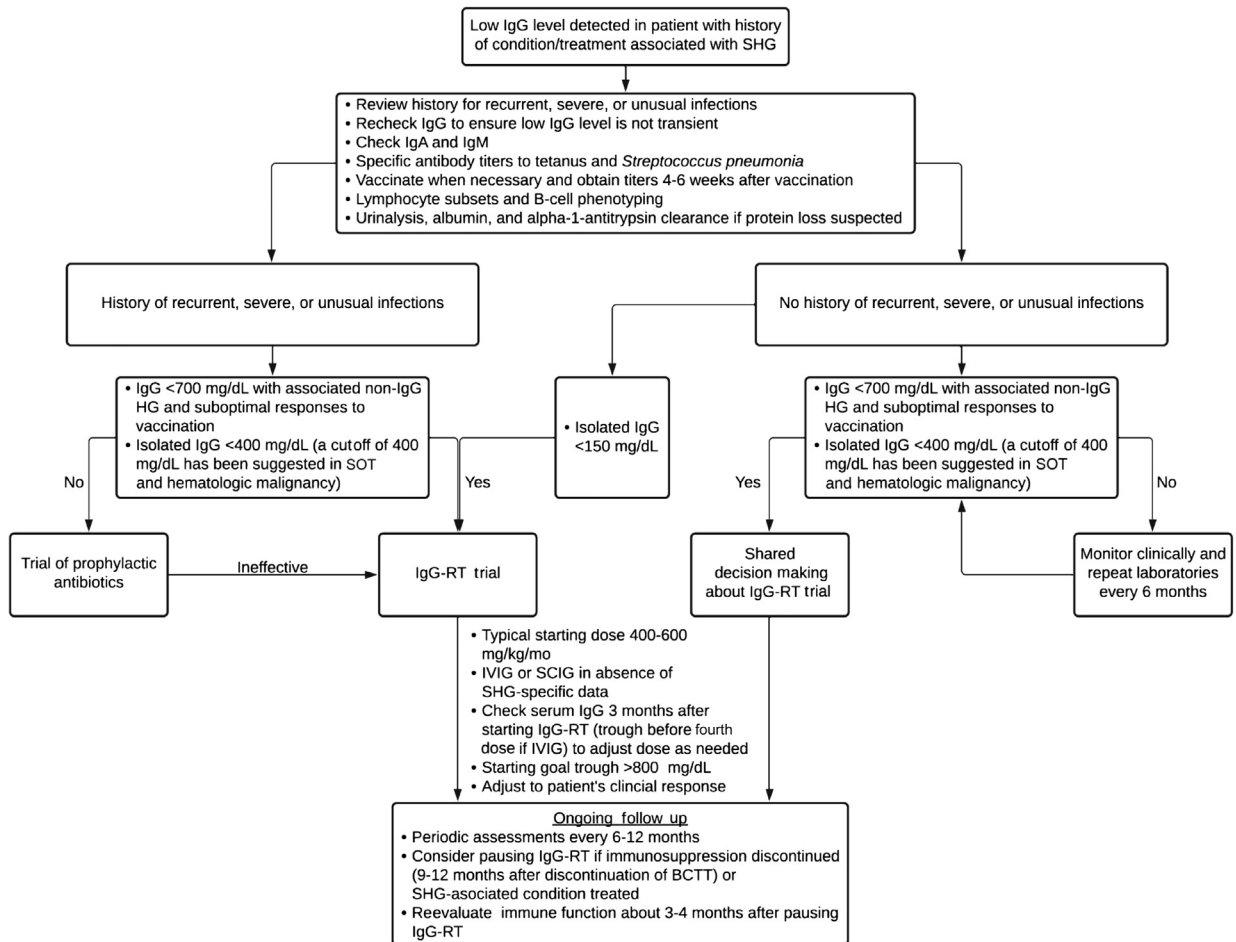 Low IgG level detected in patient with history
of condition/treatment associated with SHG
• Review history for recurrent, severe, or unusual infections
• Recheck IgG to ensure low IgG level is not transient
• Check IgA and IgM
• Specific antibody titers to tetanus and Streptococcus pneumonia
• Vaccinate when necessary and obtain titers 4-6 weeks after vaccination
• Lymphocyte subsets and B-cell phenotyping
• Urinalysis, albumin, and alpha-1-antitrypsin clearance if protein loss suspected
History of recurrent, severe, or unusual infections
No history of recurrent, severe, or unusual infections
• IgG <700 mg/dL with associated non-IgG
HG and suboptimal responses to
vaccination
• Isolated IgG <400 mg/dL (a cutoff of 400
mg/dL has been suggested in SOT
and hematologic malignancy)
• Isolated IgG
<150 mg/dL
• IgG <700 mg/dL with associated non-IgG
HG and suboptimal responses to
vaccination
• Isolated IgG <400 mg/dL (a cutoff of 400
mg/dL has been suggested in SOT
and hematologic malignancy)
No
Yes
Yes
No
Trial of prophylactic
antibiotics
Ineffective
IgG-RT trial
Shared
decision making
about IgG-RT trial
Monitor clinically and
repeat laboratories
every 6 months
• Typical starting dose 400-600
mg/kg/mo
• IVIG or SCIG in absence of
SHG-specific data
• Check serum IgG 3 months after
starting IgG-RT (trough before fourth
dose if IVIG) to adjust dose as needed
• Starting goal trough >800 mg/dL
• Adjust to patient's clincial response
Ongoing follow up
• Periodic assessments every 6-12 months
• Consider pausing IgG-RT if immunosuppression discontinued
(9-12 months after discontinuation of BCTT) or
SHG-asociated condition treated
• Reevaluate immune function about 3-4 months after pausing
IgG-RT